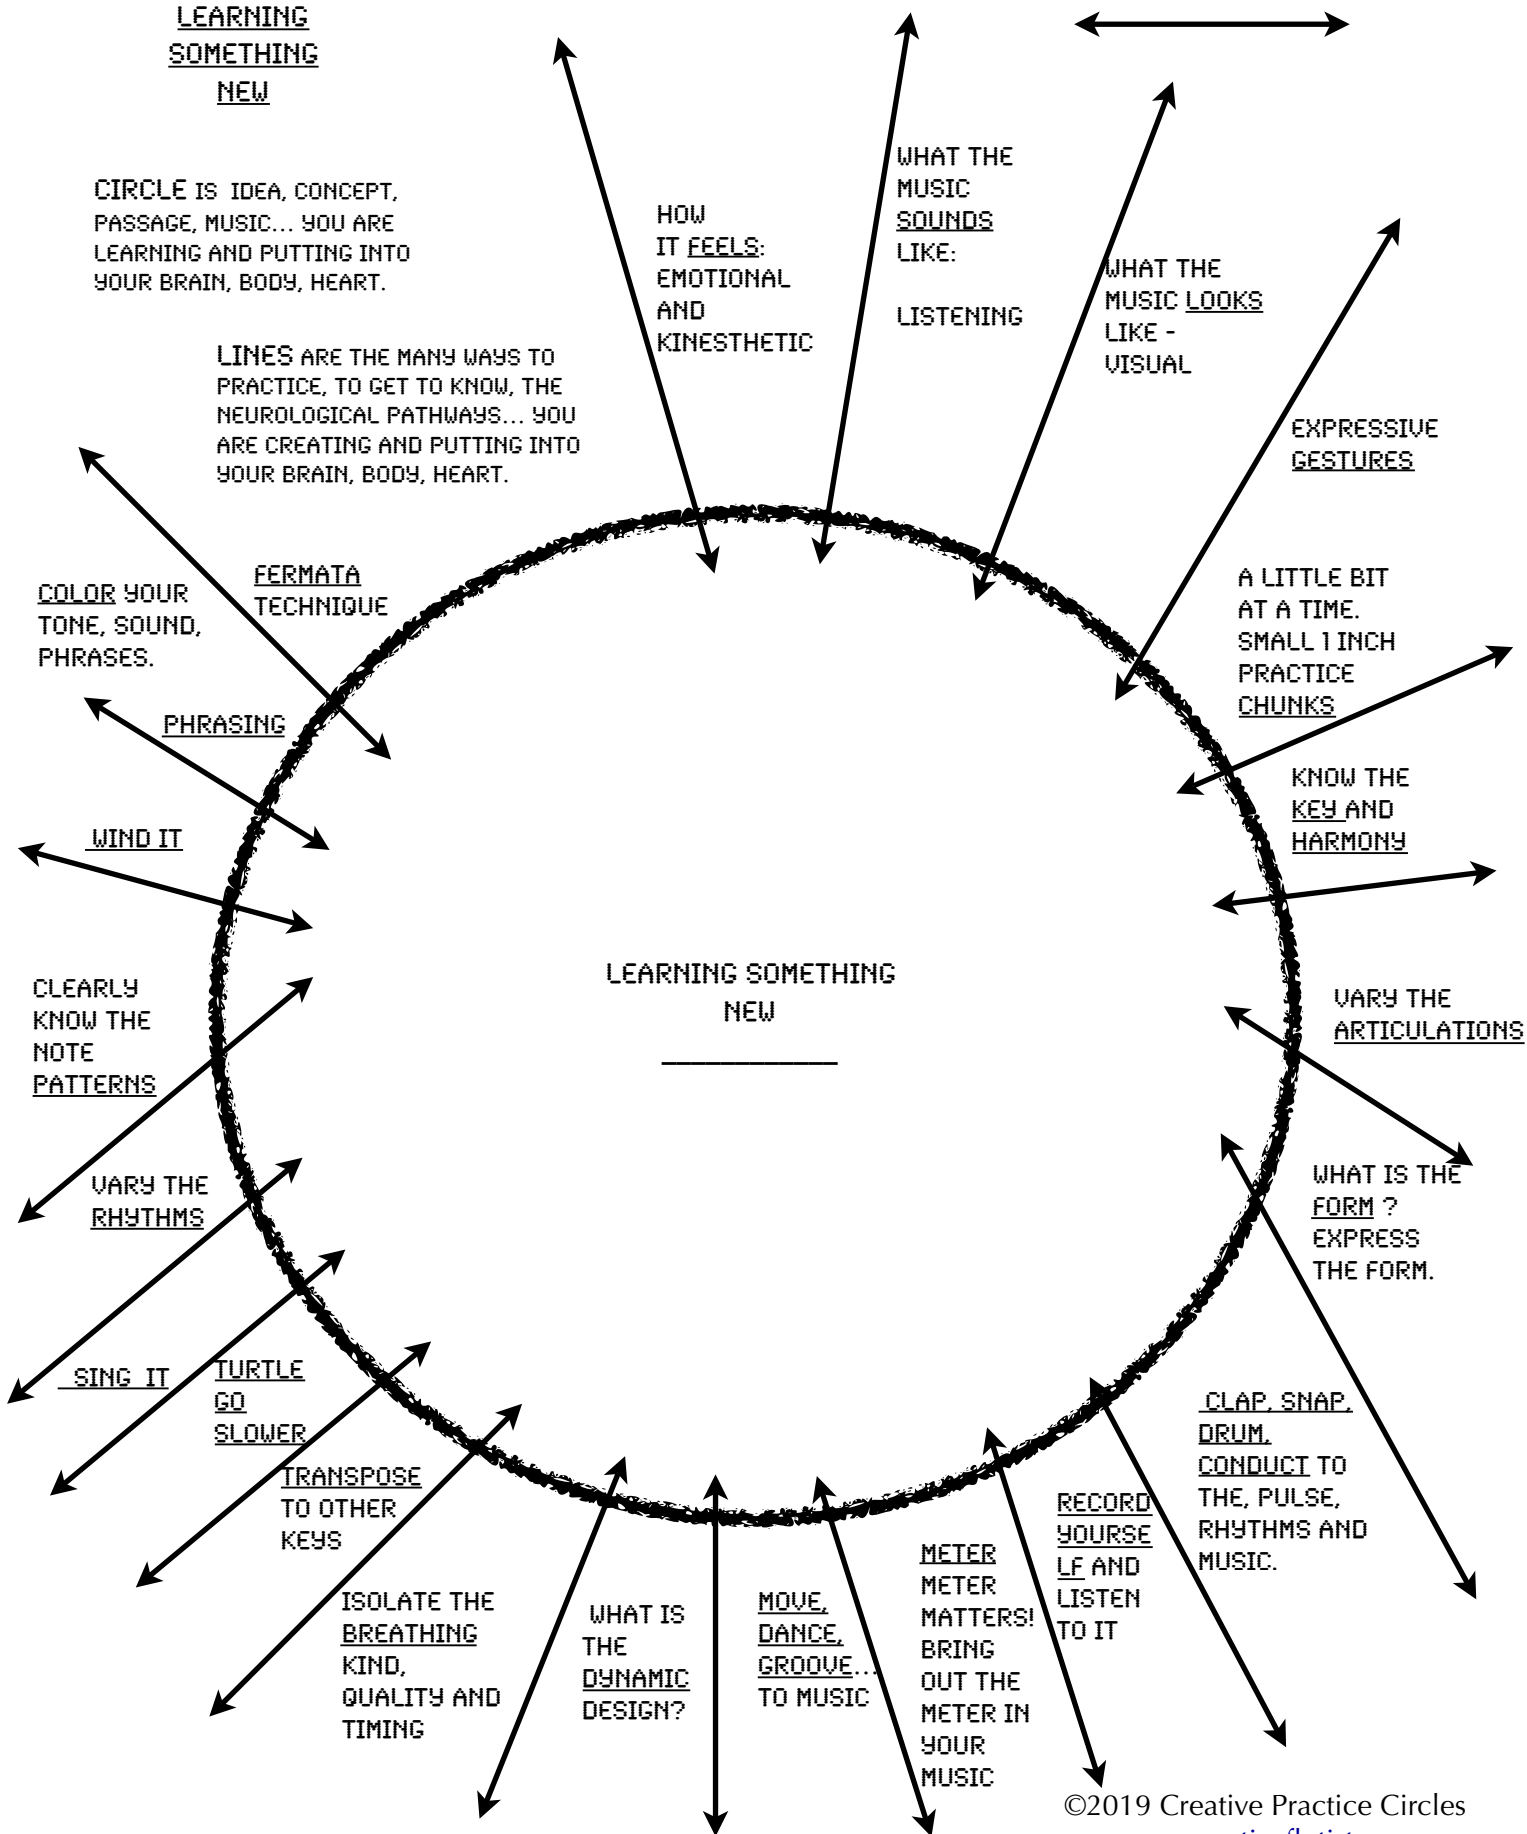 LEARNING
SOMETHING
NEW
CIRCLE IS IDEA, CONCEPT,
PASSAGE, MUSIC... YOU ARE
LEARNING AND PUTTING INTO
YOUR BRAIN, BODY, HEART.
LINES ARE THE MANY WAYS TO
PRACTICE, TO GET TO KNOW, THE
NEUROLOGICAL PATHWAYS... YOU
ARE CREATING AND PUTTING INTO
YOUR BRAIN, BODY, HEART.
HOW
IT FEELS:
EMOTIONAL
AND
KINESTHETIC
WHAT THE
MUSIC
SOUNDS
LIKE:
LISTENING
WHAT THE
MUSIC LOOKS
LIKE -
VISUAL
EXPRESSIVE
GESTURES
A LITTLE BIT
AT A TIME.
SMALL 1 INCH
PRACTICE
CHUNKS
KNOW THE
KEY AND
HARMONY
VARY THE
ARTICULATIONS
WHAT IS THE
FORM ?
EXPRESS
THE FORM.
CLAP, SNAP,
DRUM,
CONDUCT TO
THE, PULSE,
RHYTHMS AND
MUSIC.
RECORD
YOURSE
LF AND
LISTEN
TO IT
METER
METER
MATTERS!
BRING
OUT THE
METER IN
YOUR
MUSIC
MOVE,
DANCE,
GROOVE...
TO MUSIC
WHAT IS
THE
DYNAMIC
DESIGN?
ISOLATE THE
BREATHING
KIND,
QUALITY AND
TIMING
TRANSPOSE
TO OTHER
KEYS
TURTLE
GO
SLOWER
SING IT
VARY THE
RHYTHMS
CLEARLY
KNOW THE
NOTE
PATTERNS
WIND IT
PHRASING
COLOR YOUR
TONE, SOUND,
PHRASES.
FERMATA
TECHNIQUE
LEARNING SOMETHING
NEW
____________
©2019 Creative Practice Circles